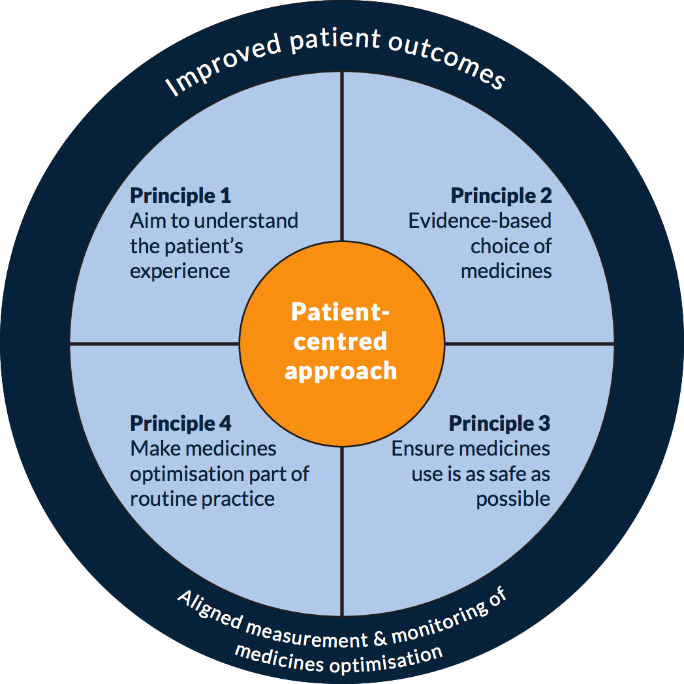 Improved patient outcomes
Principle 1
Aim to understand
the patient's
experience
Principle 2
Evidence-based
choice of
medicines
Patient-
centred
approach
Principle 4
Make medicines
optimisation part of
routine practice
Principle 3
Ensure medicines
use is as safe as
possible
Aligned measurement & monitoring of
medicines optimisation